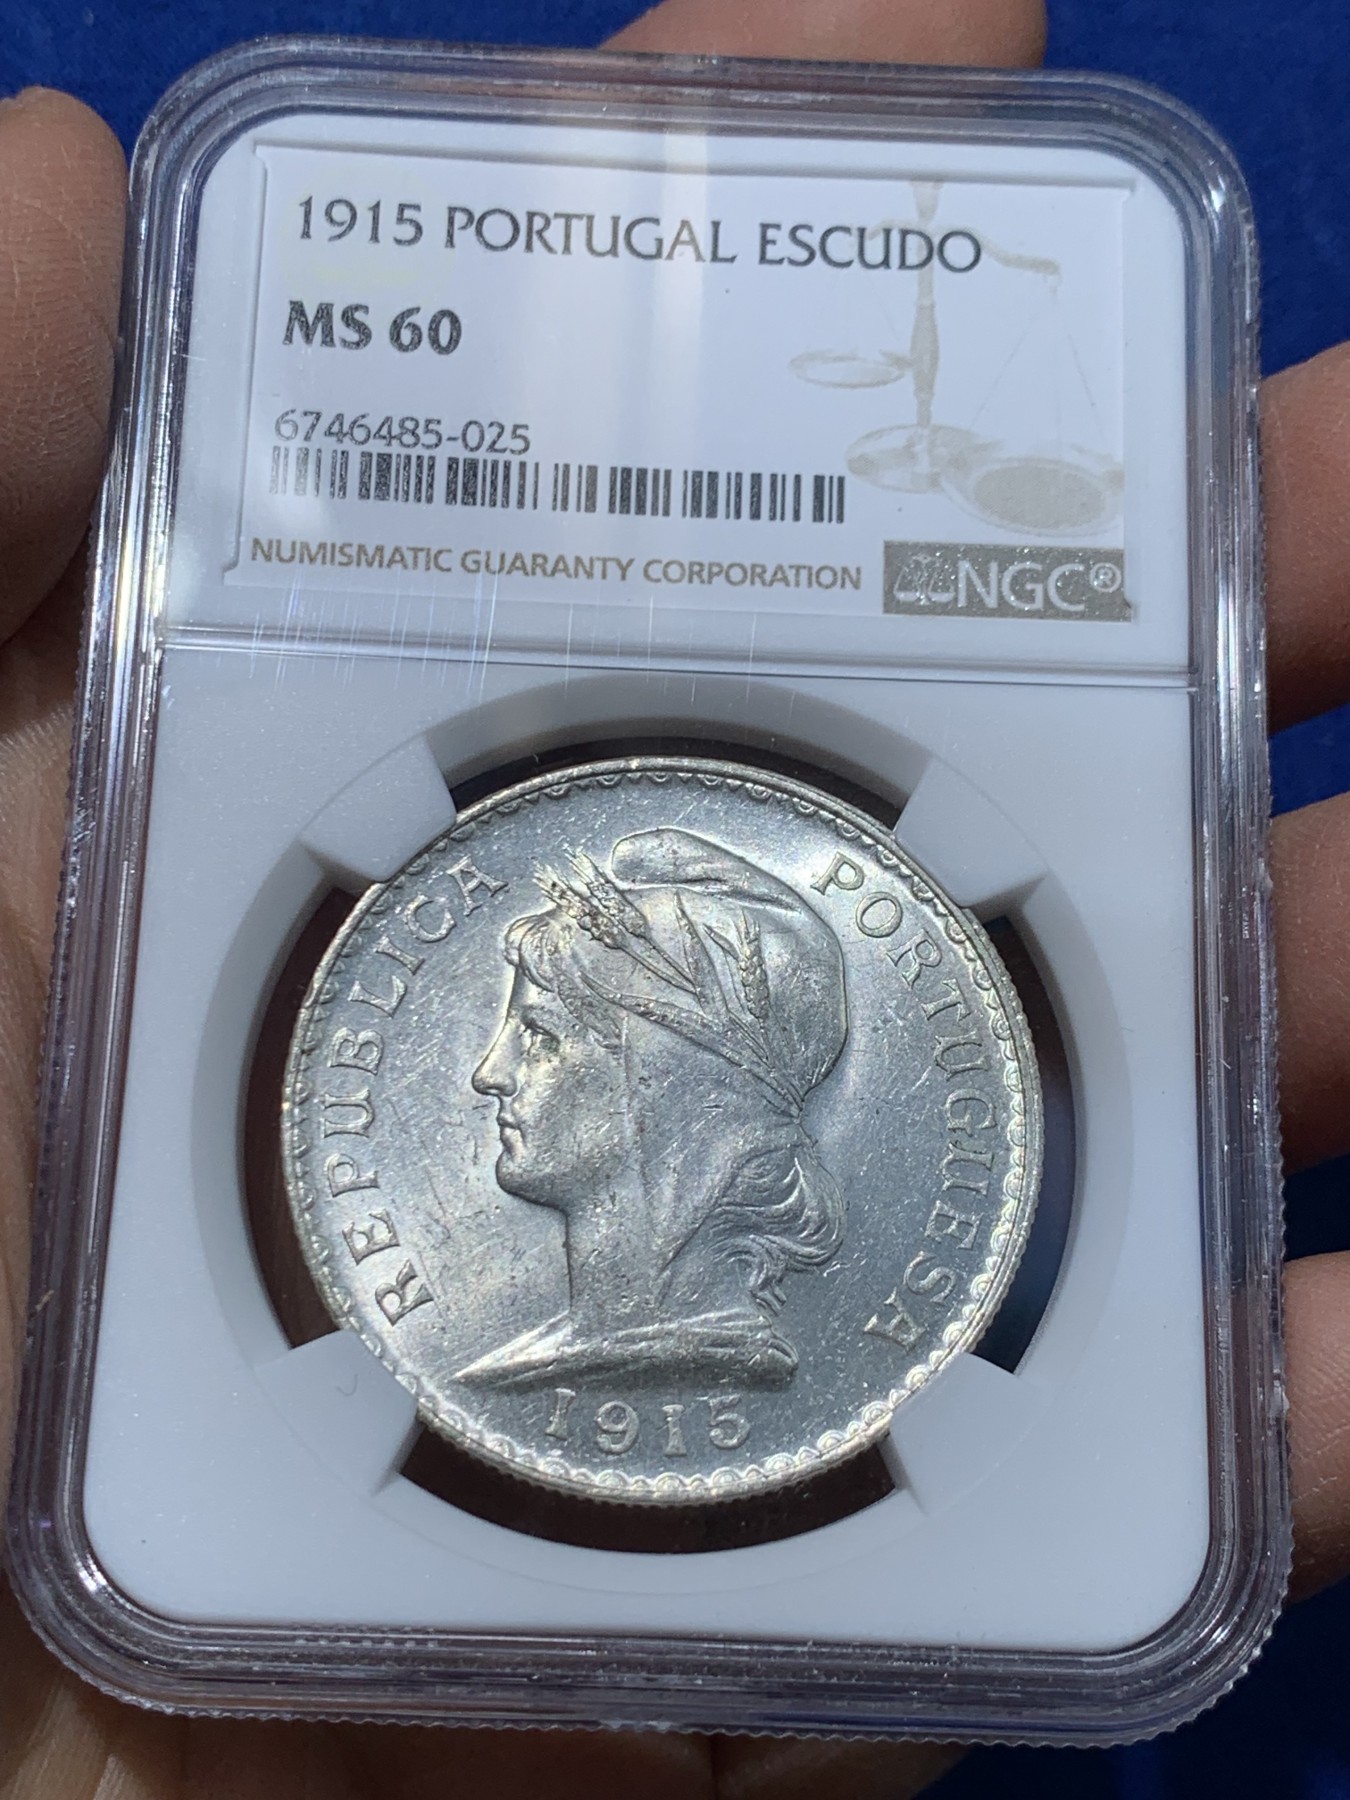 1915 PORTUGAL ESCUDO
MS 60
6746485-025
NUMISMATIC GUARANTY CORPORATION NGC®
REPUBLICA PORTUGUESA
1915